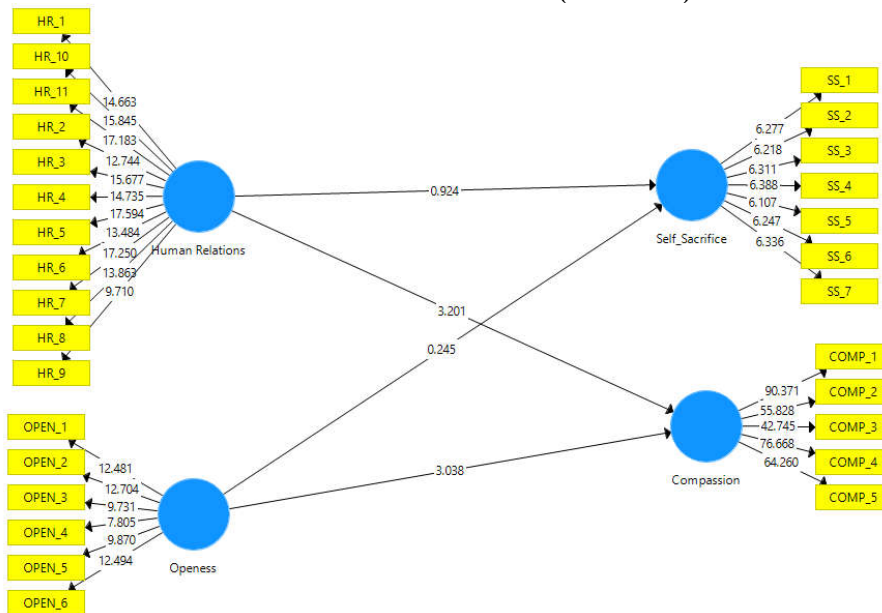 HR_1
HR_10
HR_11
HR_2
HR_3
HR_4
HR_5
HR_6
HR_7
HR_8
HR_9
14.663
15.845
17.183
12.744
15.677
14.735
17.594
13.484
17.250
13.863
9.710
Human Relations
OPEN_1
OPEN_2
OPEN_3
OPEN_4
OPEN_5
OPEN_6
12.481
12.704
9.731
7.805
9.870
12.494
Openess
0.924
3.201
0.245
3.038
Self_Sacrifice
6.277
6.218
6.311
6.388
6.107
6.247
6.336
SS_1
SS_2
SS_3
SS_4
SS_5
SS_6
SS_7
Compassion
90.371
55.828
42.745
76.668
64.260
COMP_1
COMP_2
COMP_3
COMP_4
COMP_5